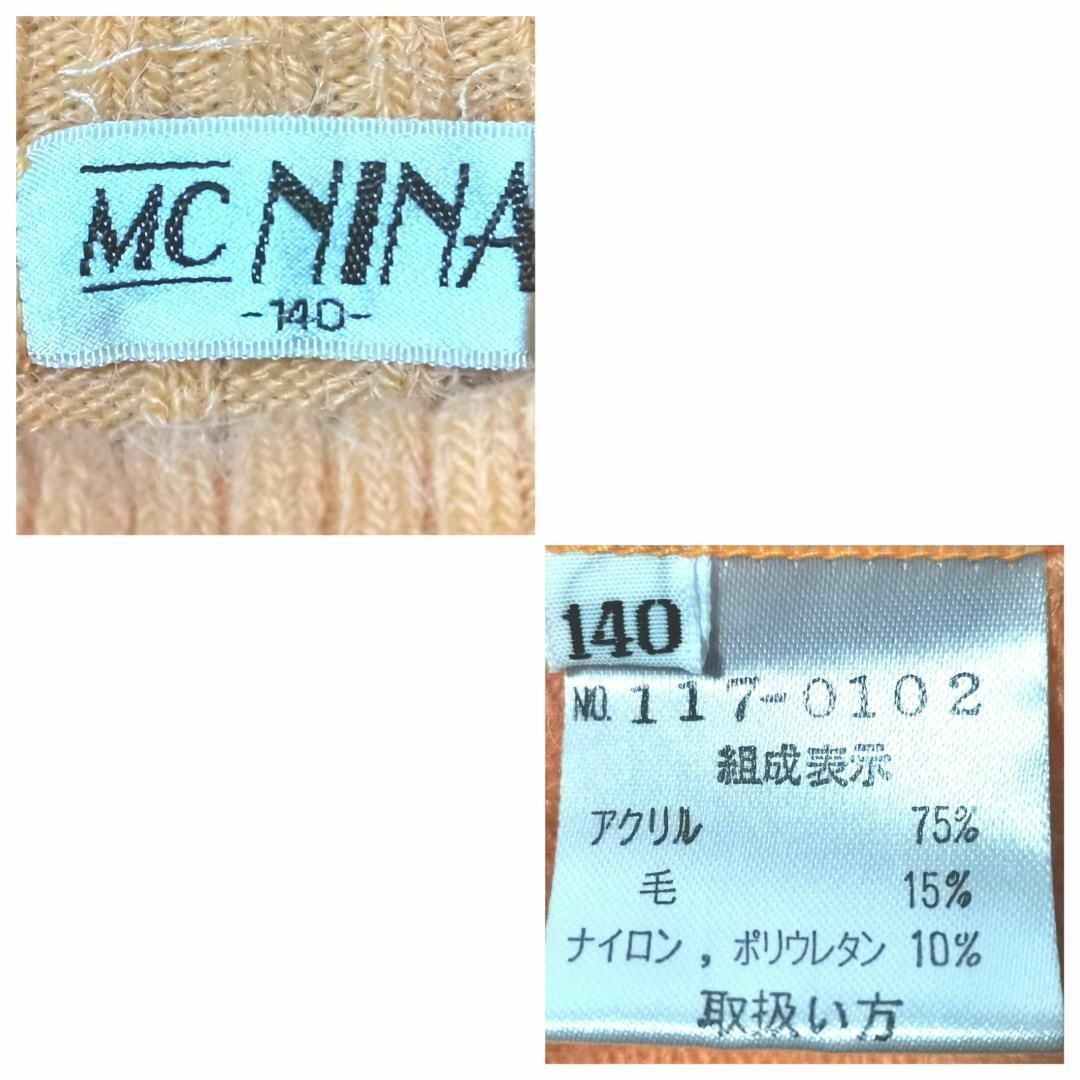 MC NINA
-140-
140
NO. 117-0102
組成表示
アクリル 75%
毛 15%
ナイロン , ポリウレタン 10%
取扱い方